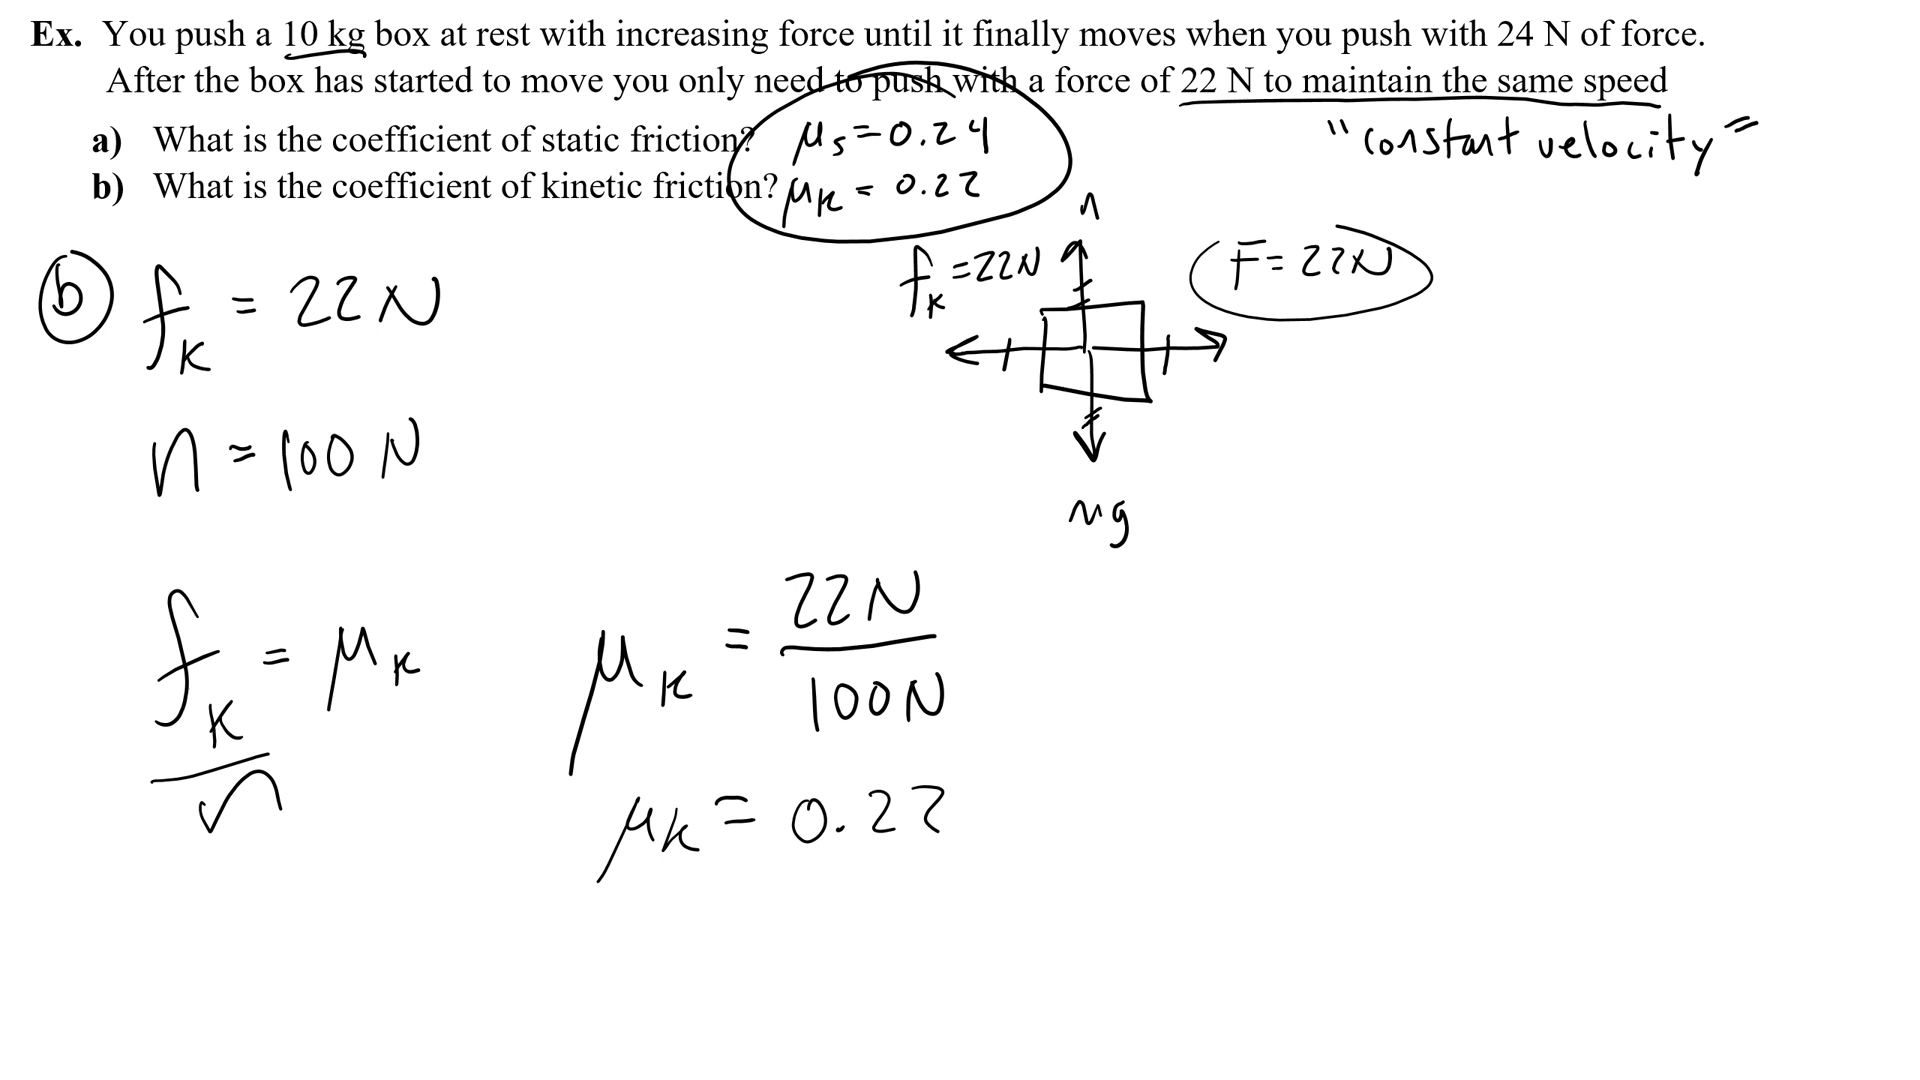 Ex. You push a 10 kg box at rest with increasing force until it finally moves when you push with 24 N of force.
After the box has started to move you only need to push with a force of 22 N to maintain the same speed
"constant velocity"
a) What is the coefficient of static friction? μs = 0.24
b) What is the coefficient of kinetic friction? μk = 0.22
n
fk = 22N
F = 22N
mg
b fk = 22 N
n = 100 N
fk/n = μk
μk = 22N/100N
μk = 0.22